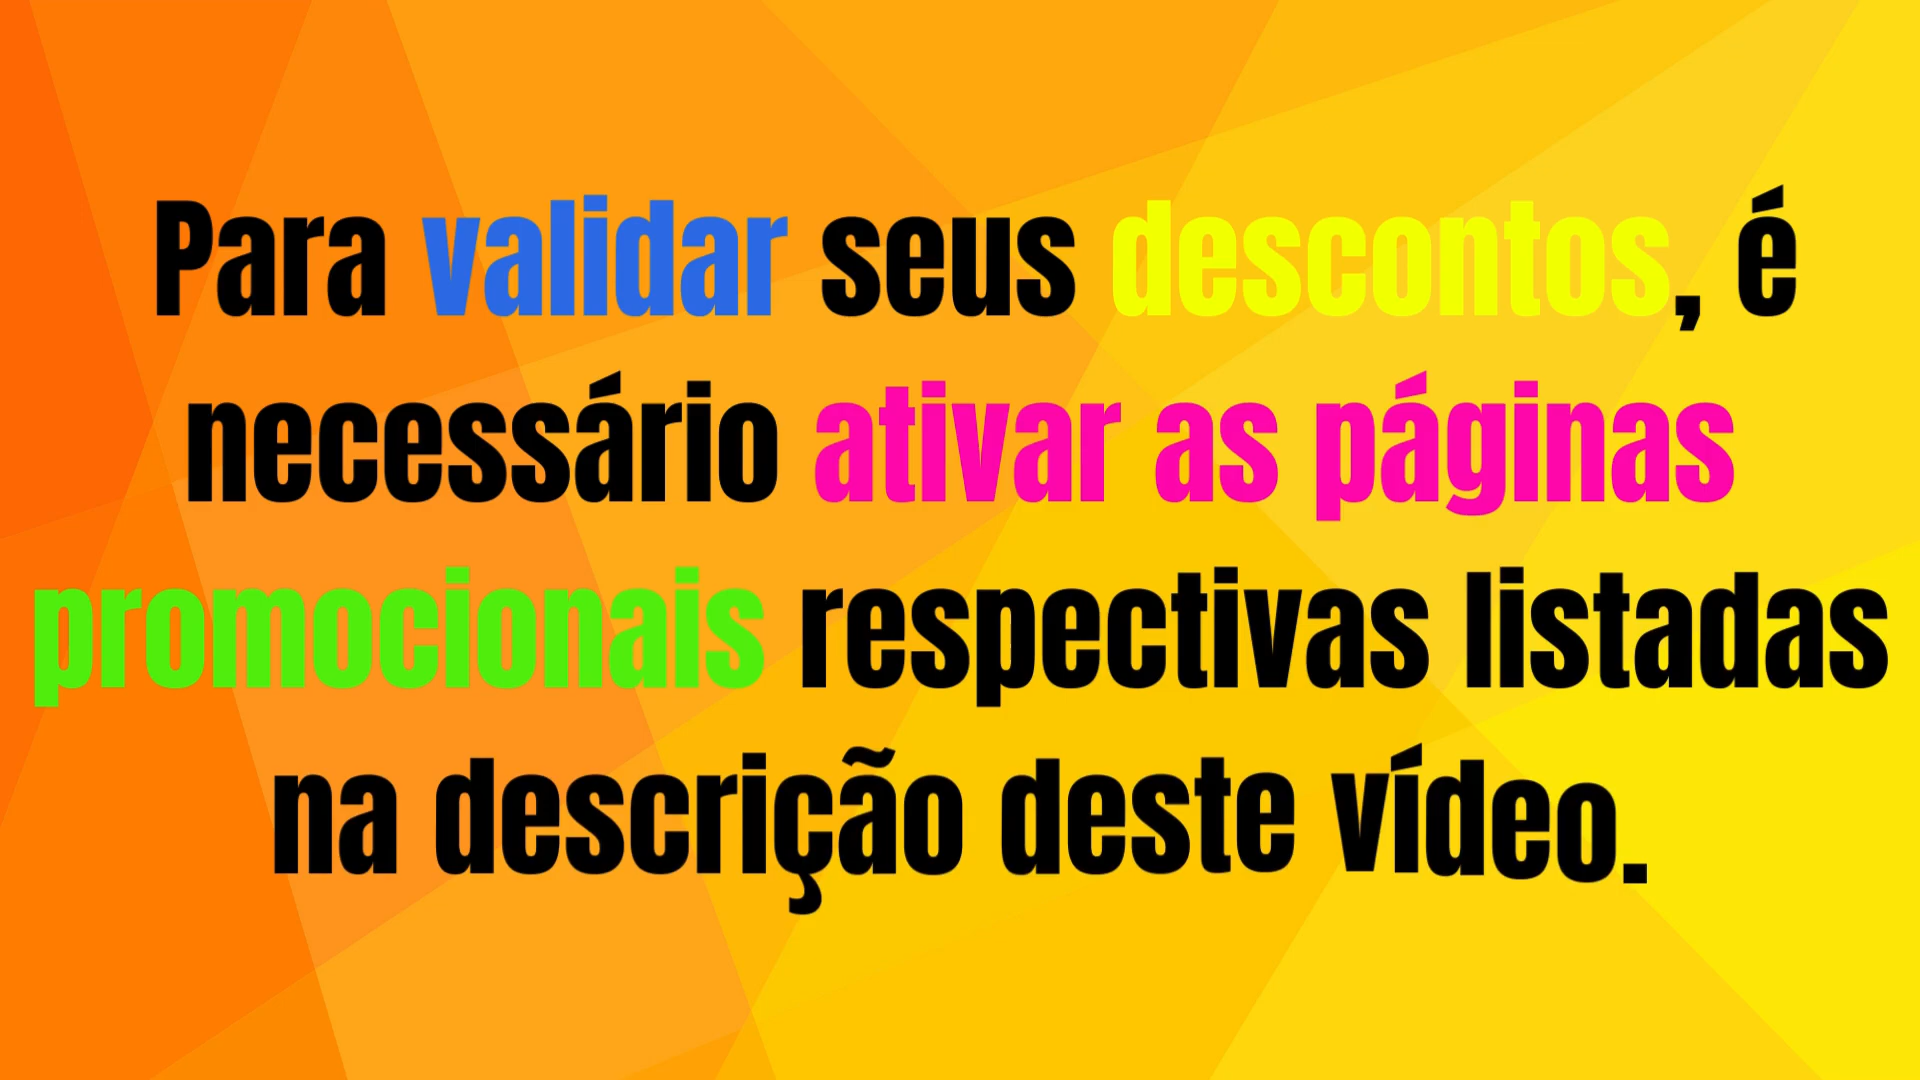 Para validar seus descontos, é
necessário ativar as páginas
promocionais respectivas listadas
na descrição deste vídeo.